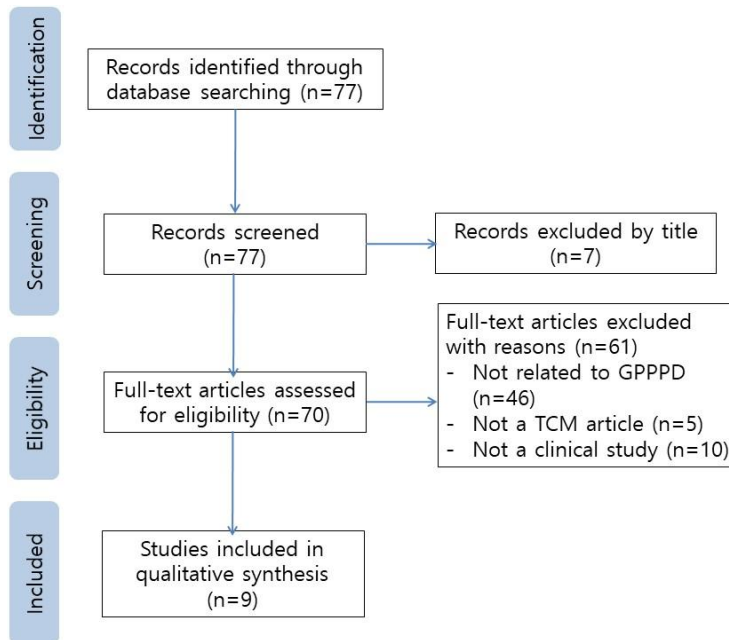 Identification
Records identified through
database searching (n=77)
Screening
Records screened
(n=77)
Records excluded by title
(n=7)
Eligibility
Full-text articles assessed
for eligibility (n=70)
Full-text articles excluded
with reasons (n=61)
- Not related to GPPPD
(n=46)
- Not a TCM article (n=5)
- Not a clinical study (n=10)
Included
Studies included in
qualitative synthesis
(n=9)